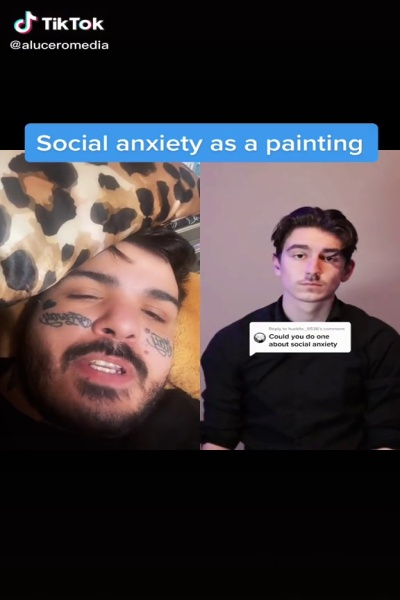 TikTok
@aluceromedia
Social anxiety as a painting
Could you do one
about social anxiety